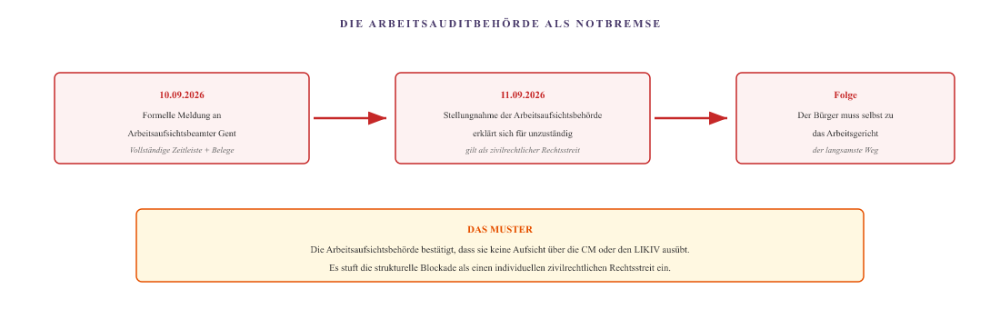 DIE ARBEITSAUDITBEHÖRDE ALS NOTBREMSE
10.09.2026
Formelle Meldung an
Arbeitsaufsichtsbeamter Gent
Vollständige Zeitleiste + Belege
11.09.2026
Stellungnahme der Arbeitsaufsichtsbehörde
erklärt sich für unzuständig
gilt als zivilrechtlicher Rechtsstreit
Folge
Der Bürger muss selbst zu
das Arbeitsgericht
der langsamste Weg
DAS MUSTER
Die Arbeitsaufsichtsbehörde bestätigt, dass sie keine Aufsicht über die CM oder den LIKIV ausübt.
Es stuft die strukturelle Blockade als einen individuellen zivilrechtlichen Rechtsstreit ein.